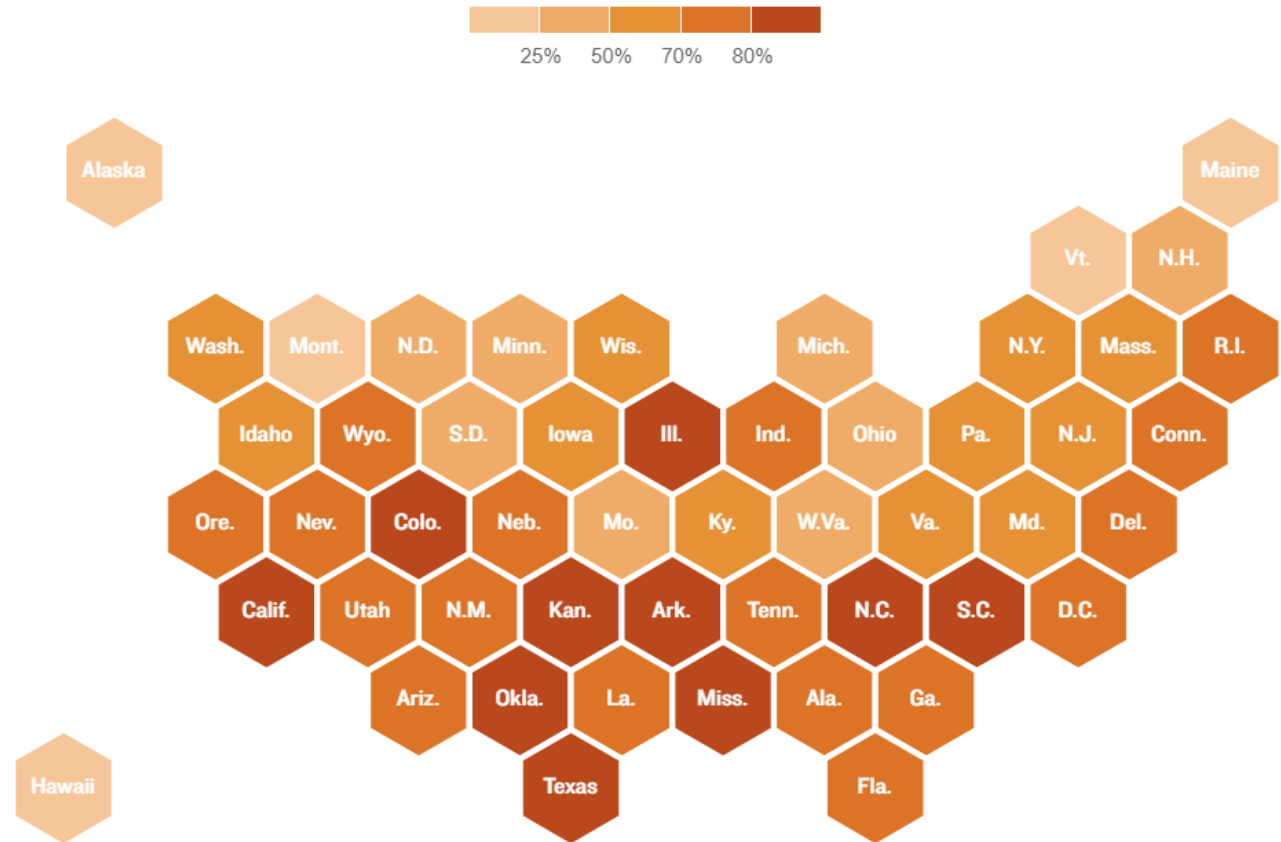 25% 50% 70% 80%
Alaska Maine
Vt. N.H.
Wash. Mont. N.D. Minn. Wis. Mich. N.Y. Mass. R.I.
Idaho Wyo. S.D. Iowa Ill. Ind. Ohio Pa. N.J. Conn.
Ore. Nev. Colo. Neb. Mo. Ky. W.Va. Va. Md. Del.
Calif. Utah N.M. Kan. Ark. Tenn. N.C. S.C. D.C.
Ariz. Okla. La. Miss. Ala. Ga.
Hawaii Texas Fla.